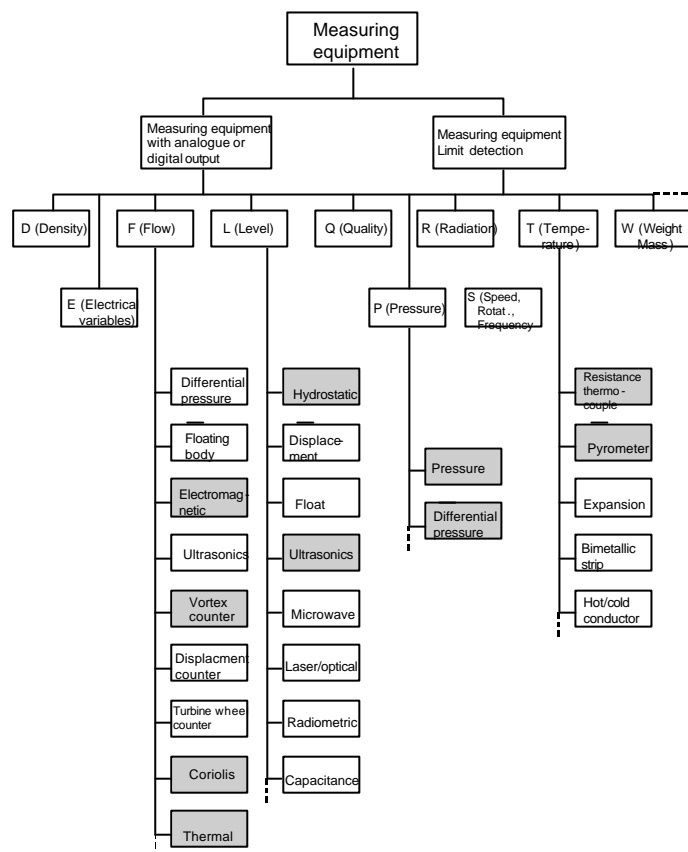 Measuring
equipment
Measuring equipment
with analogue or
digital output
Measuring equipment
Limit detection
D (Density)
F (Flow)
L (Level)
Q (Quality)
R (Radiation)
T (Tempe-
rature)
W (Weight
Mass)
E (Electrical
variables)
P (Pressure)
S (Speed,
Rotat.,
Frequency
Differential
pressure
Floating
body
Electromag-
netic
Ultrasonics
Vortex
counter
Displacment
counter
Turbine whee
counter
Coriolis
Thermal
Hydrostatic
Displace-
ment
Float
Ultrasonics
Microwave
Laser/optical
Radiometric
Capacitance
Pressure
Differential
pressure
Resistance
thermo-
couple
Pyrometer
Expansion
Bimetallic
strip
Hot/cold
conductor